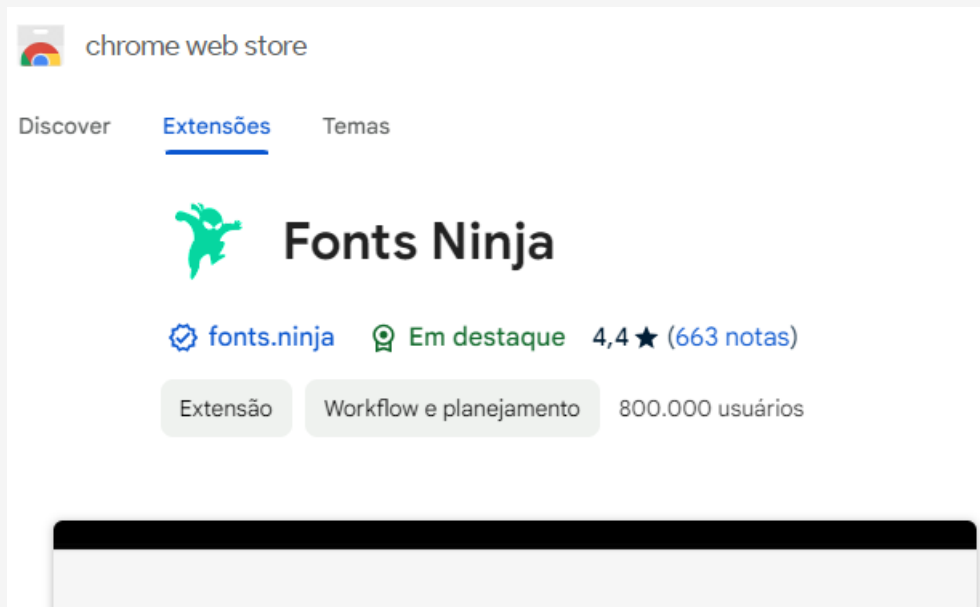 chrome web store
Discover Extensões Temas
Fonts Ninja
fonts.ninja Em destaque 4,4 ★ (663 notas)
Extensão Workflow e planejamento 800.000 usuários